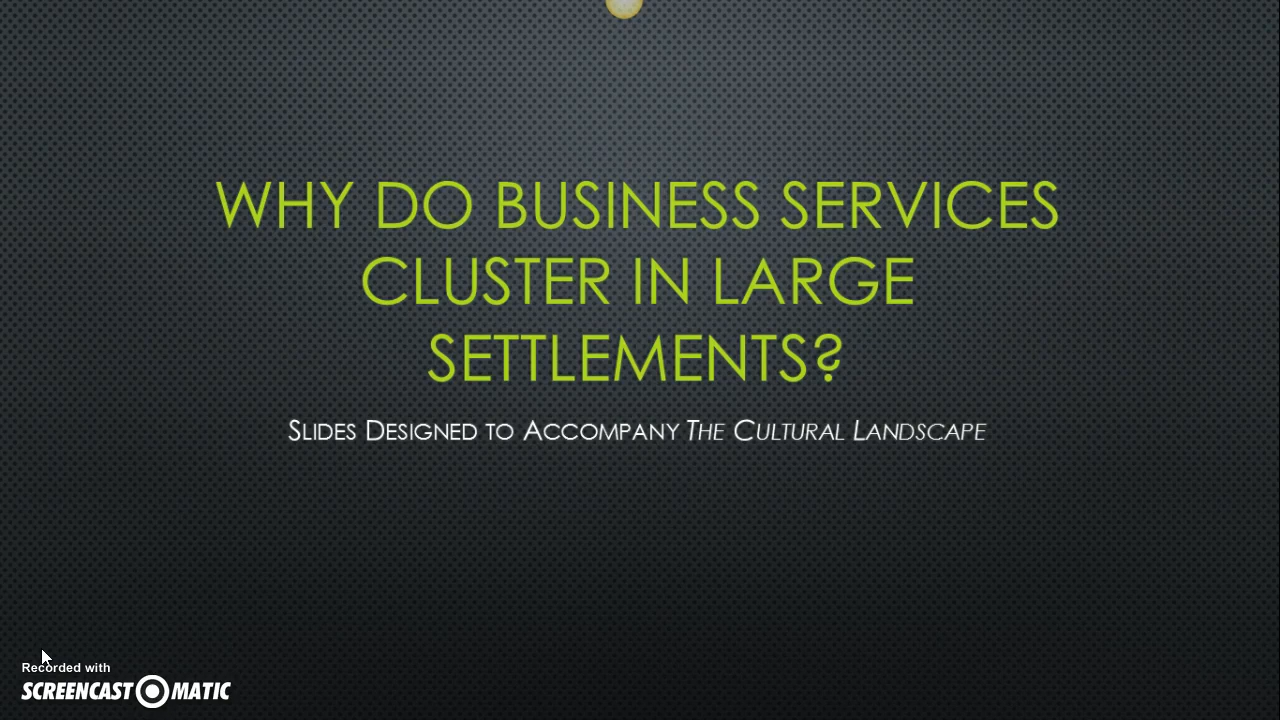 WHY DO BUSINESS SERVICES
CLUSTER IN LARGE
SETTLEMENTS?
SLIDES DESIGNED TO ACCOMPANY THE CULTURAL LANDSCAPE
Recorded with
SCREENCAST MATIC